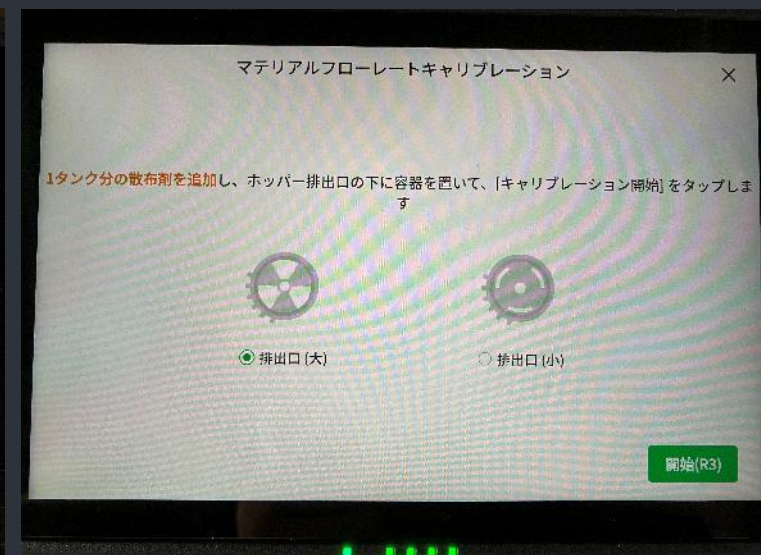 マテリアルフローレートキャリブレーション
1タンク分の散布剤を追加し、ホッパー排出口の下に容器を置いて、[キャリブレーション開始] をタップしま
す
排出口 (大)
排出口 (小)
開始(R3)